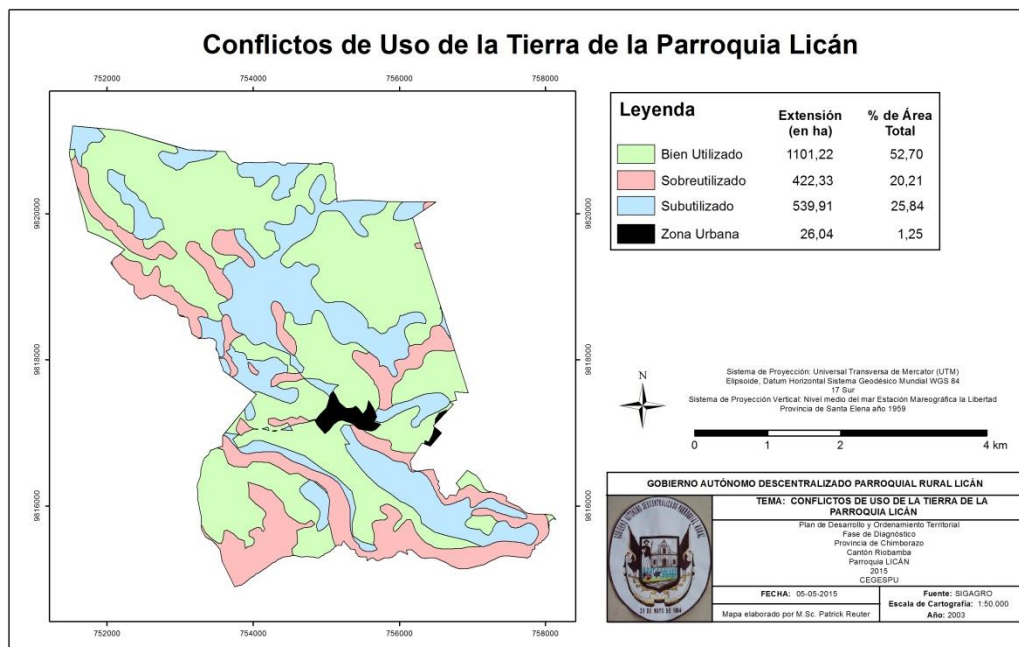 Conflictos de Uso de la Tierra de la Parroquia Licán
752000 754000 756000 758000
9820000 9820000
9818000 9818000
9816000 9816000
752000 754000 756000 758000
Leyenda Extensión (en ha) % de Área Total
Bien Utilizado 1101,22 52,70
Sobreutilizado 422,33 20,21
Subutilizado 539,91 25,84
Zona Urbana 26,04 1,25
N
Sistema de Proyección: Universal Transversa de Mercator (UTM)
Elipsoide, Datum Horizontal Sistema Geodésico Mundial WGS 84
17 Sur
Sistema de Proyección Vertical: Nivel medio del mar Estación Mareográfica la Libertad
Provincia de Santa Elena año 1959
0 1 2 4 km
GOBIERNO AUTÓNOMO DESCENTRALIZADO PARROQUIAL RURAL LICÁN
TEMA: CONFLICTOS DE USO DE LA TIERRA DE LA
PARROQUIA LICÁN
Plan de Desarrollo y Ordenamiento Territorial
Fase de Diagnóstico
Provincia de Chimborazo
Cantón Riobamba
Parroquia LICÁN
2015
CEGESPU
FECHA: 05-05-2015
Mapa elaborado por M.Sc. Patrick Reuter
Fuente: SIGAGRO
Escala de Cartografía: 1:50.000
Año: 2003